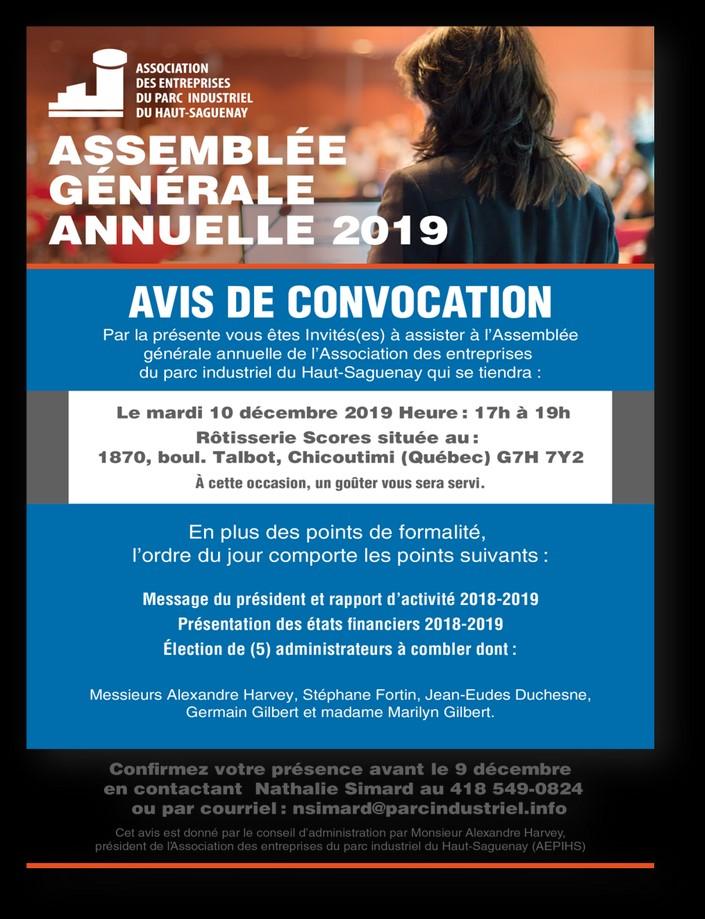 ASSOCIATION
DES ENTREPRISES
DU PARC INDUSTRIEL
DU HAUT-SAGUENAY
ASSEMBLÉE
GÉNÉRALE
ANNUELLE 2019
AVIS DE CONVOCATION
Par la présente vous êtes Invités(es) à assister à l'Assemblée
générale annuelle de l'Association des entreprises
du parc industriel du Haut-Saguenay qui se tiendra :
Le mardi 10 décembre 2019 Heure : 17h à 19h
Rôtisserie Scores située au :
1870, boul. Talbot, Chicoutimi (Québec) G7H 7Y2
À cette occasion, un goûter vous sera servi.
En plus des points de formalité,
l'ordre du jour comporte les points suivants :
Message du président et rapport d'activité 2018-2019
Présentation des états financiers 2018-2019
Élection de (5) administrateurs à combler dont :
Messieurs Alexandre Harvey, Stéphane Fortin, Jean-Eudes Duchesne,
Germain Gilbert et madame Marilyn Gilbert.
Confirmez votre présence avant le 9 décembre
en contactant Nathalie Simard au 418 549-0824
ou par courriel : nsimard@parcindustriel.info
Cet avis est donné par le conseil d'administration par Monsieur Alexandre Harvey,
président de l'Association des entreprises du parc industriel du Haut-Saguenay (AEPIHS)